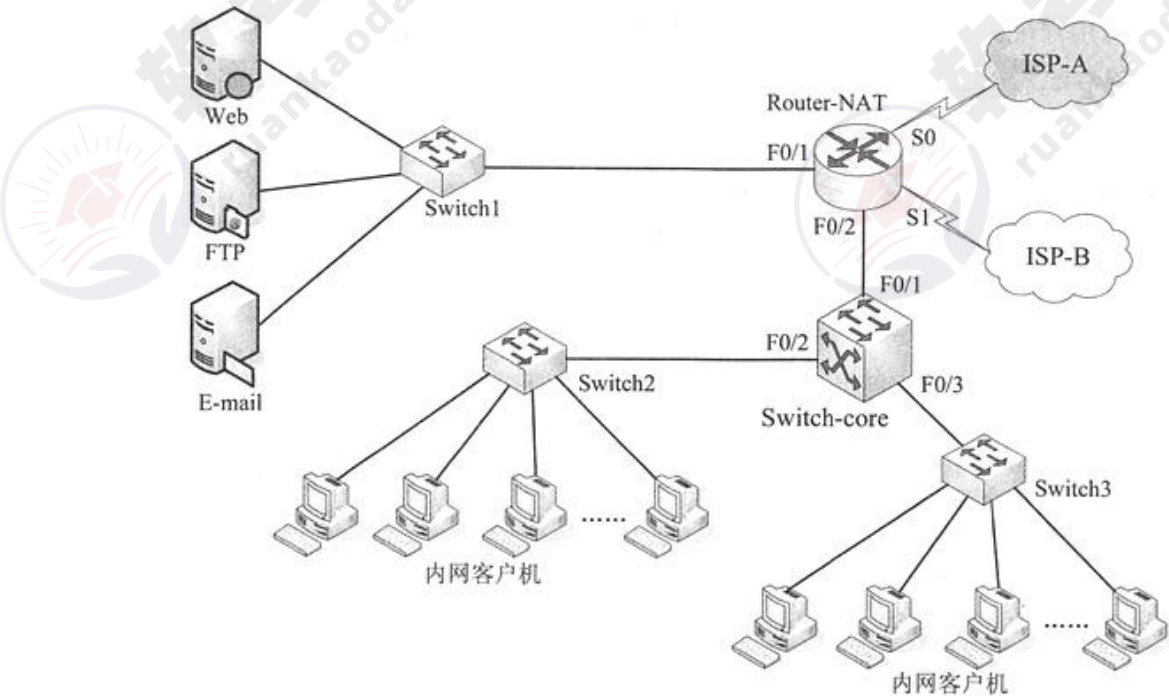 ISP-A
Router-NAT
S0
Web
F0/1
Switch1
F0/2
S1
FTP
ISP-B
F0/1
F0/2
Switch2
F0/3
E-mail
Switch-core
Switch3
......
内网客户机
......
内网客户机